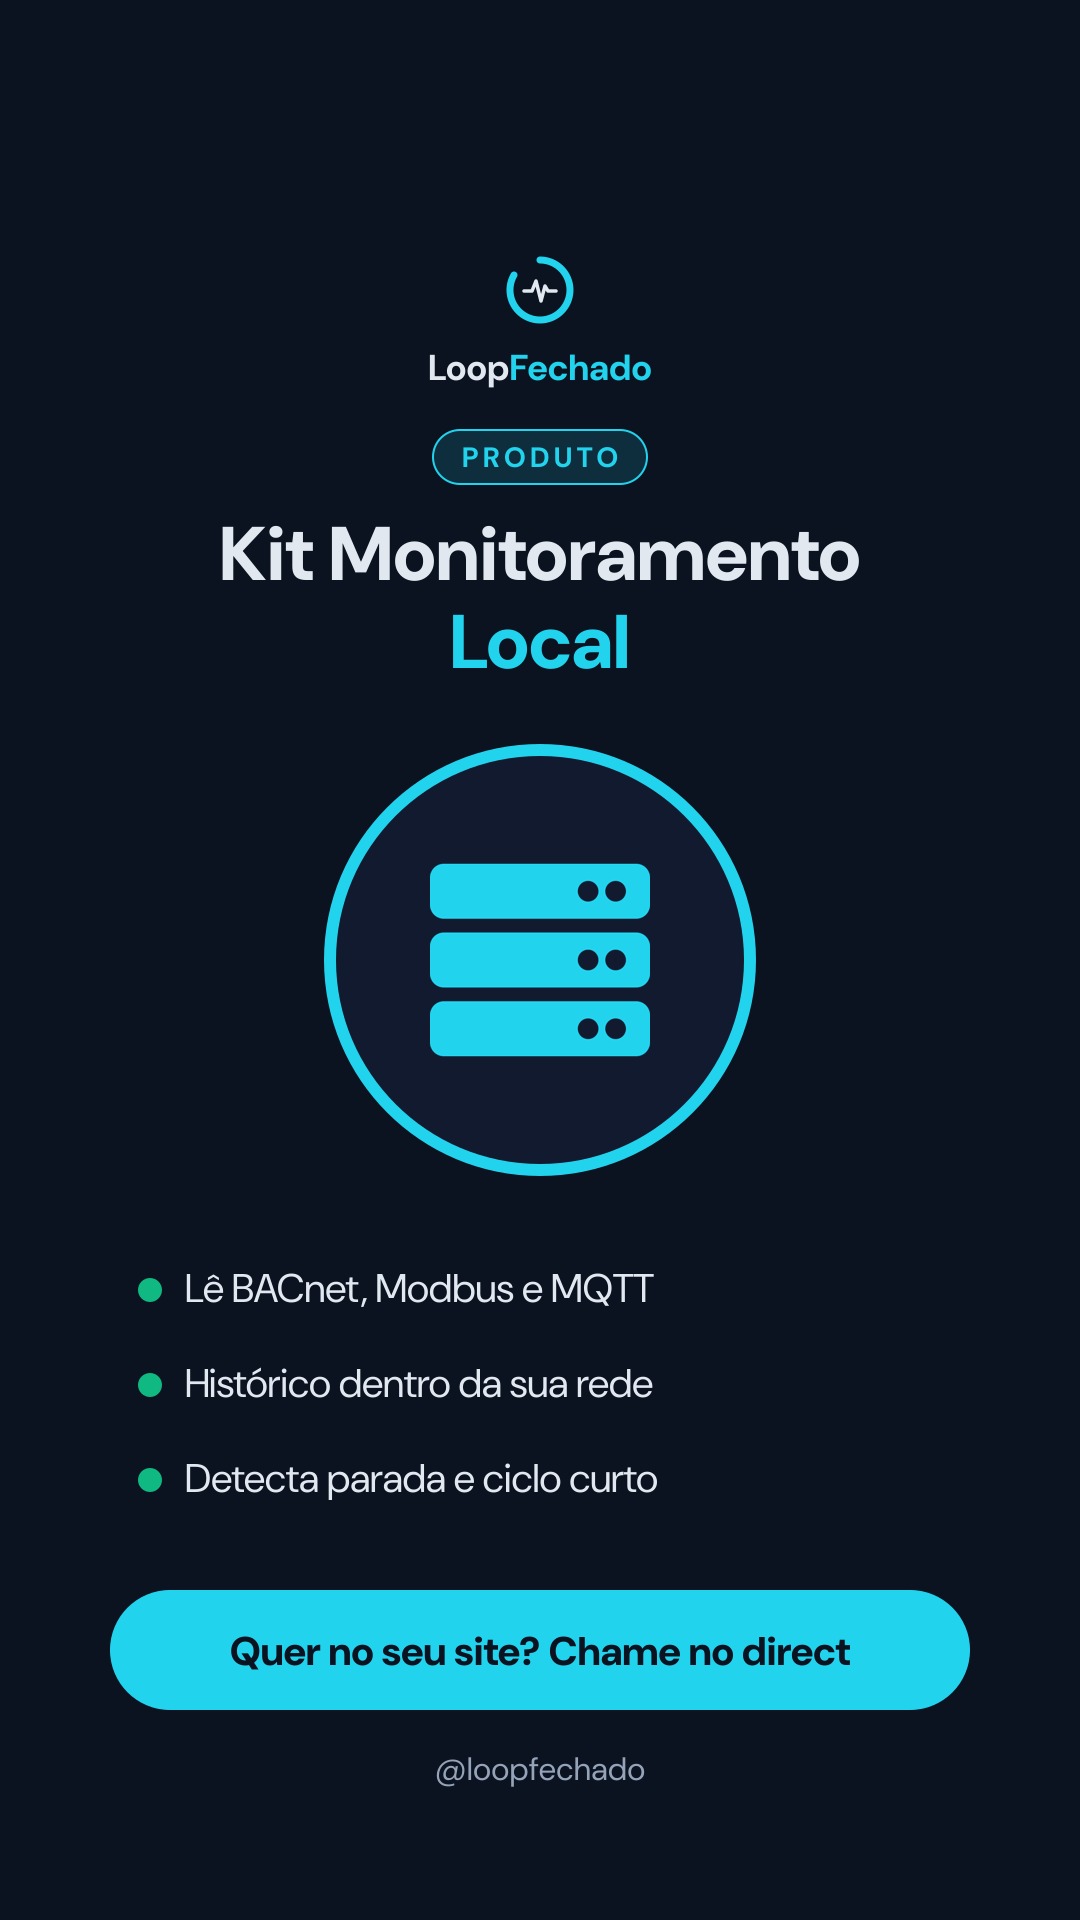 LoopFechado
PRODUTO
Kit Monitoramento
Local
Lê BACnet, Modbus e MQTT
Histórico dentro da sua rede
Detecta parada e ciclo curto
Quer no seu site? Chame no direct
@loopfechado